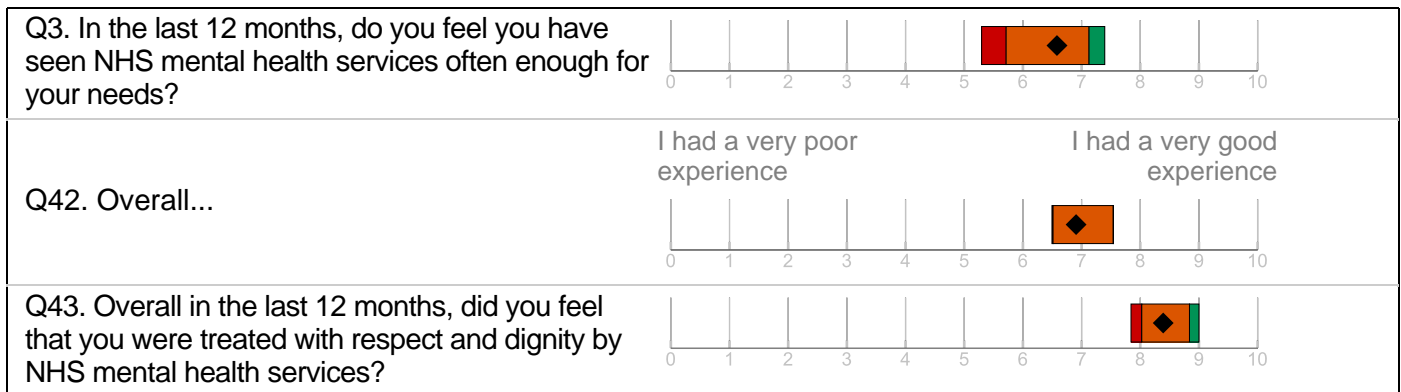 Q3. In the last 12 months, do you feel you have
seen NHS mental health services often enough for
your needs?
0 1 2 3 4 5 6 7 8 9 10
I had a very poor
experience
I had a very good
experience
Q42. Overall...
0 1 2 3 4 5 6 7 8 9 10
Q43. Overall in the last 12 months, did you feel
that you were treated with respect and dignity by
NHS mental health services?
0 1 2 3 4 5 6 7 8 9 10